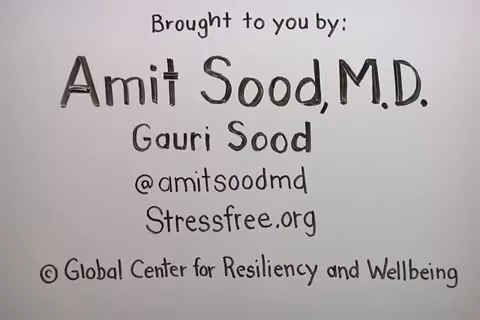 Brought to you by:
Amit Sood, M.D.
Gauri Sood
@amitsoodmd
Stressfree.org
© Global Center for Resiliency and Wellbeing